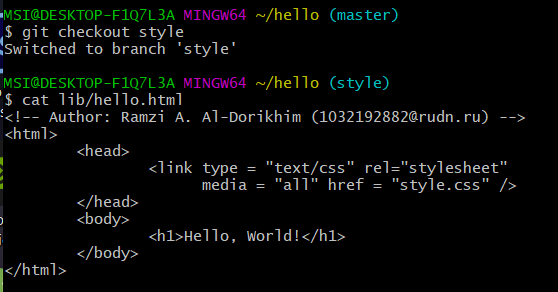 MSI@DESKTOP-F1Q7L3A MINGW64 ~/hello (master)
$ git checkout style
Switched to branch 'style'
MSI@DESKTOP-F1Q7L3A MINGW64 ~/hello (style)
$ cat lib/hello.html
<!-- Author: Ramzi A. Al-Dorikhim (1032192882@rudn.ru) -->
<html>
<head>
<link type = "text/css" rel="stylesheet"
media = "all" href = "style.css" />
</head>
<body>
<h1>Hello, World!</h1>
</body>
</html>